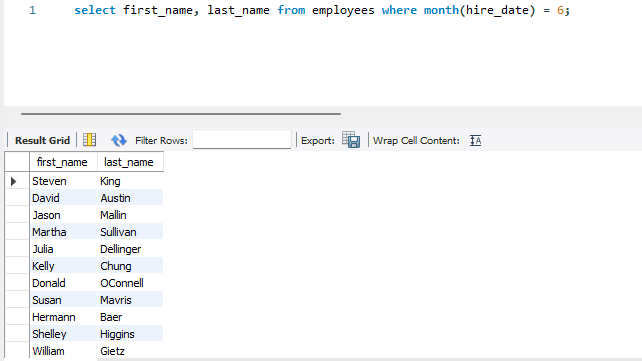 1 select first_name, last_name from employees where month(hire_date) = 6;
Result Grid Filter Rows: Export: Wrap Cell Content: IA
first_name last_name
Steven King
David Austin
Jason Mallin
Martha Sullivan
Julia Dellinger
Kelly Chung
Donald OConnell
Susan Mavris
Hermann Baer
Shelley Higgins
William Gietz